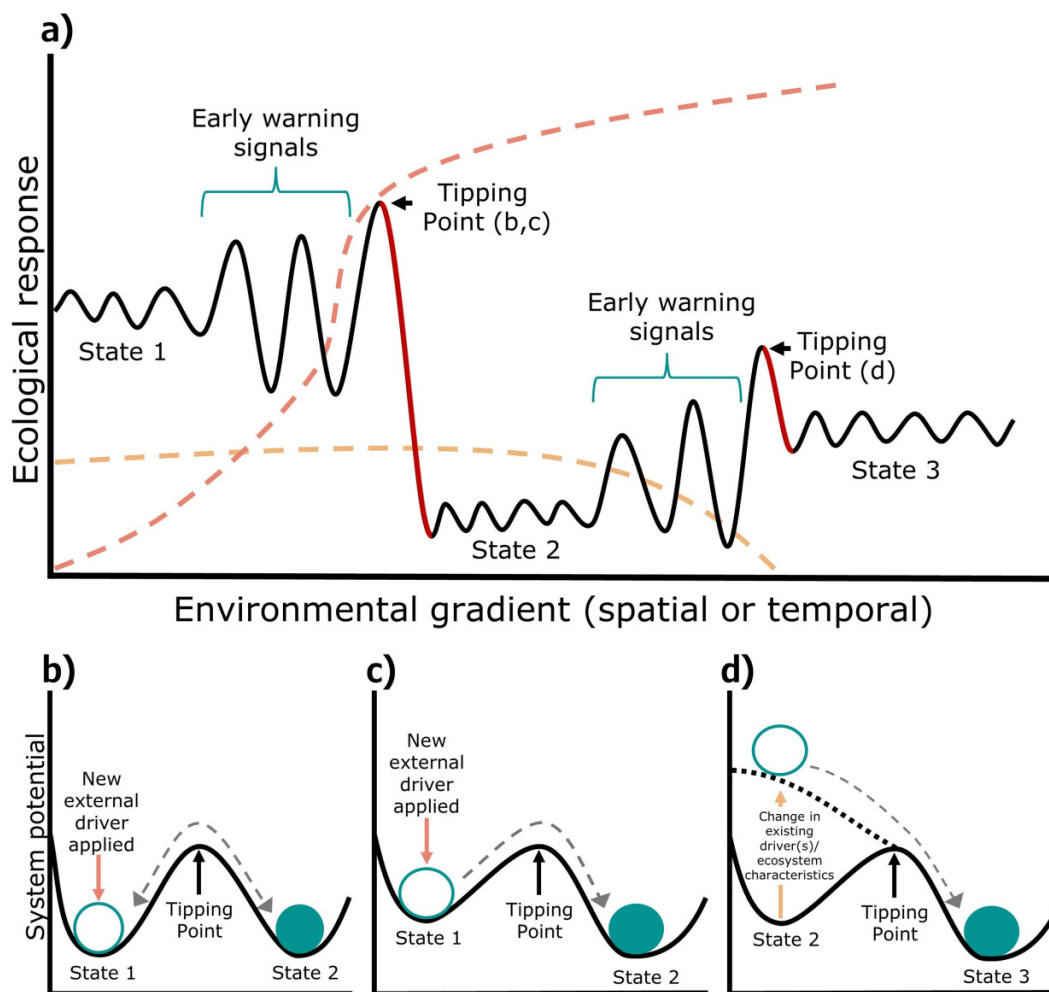 a)
Ecological response
Early warning
signals
Tipping
Point (b,c)
State 1
Early warning
signals
Tipping
Point (d)
State 2
State 3
Environmental gradient (spatial or temporal)
b)
System potential
New
external
driver
applied
Tipping
Point
State 1
State 2
c)
New
external
driver
applied
State 1
Tipping
Point
State 2
d)
Change in
existing
driver(s)/
ecosystem
characteristics
State 2
Tipping
Point
State 3